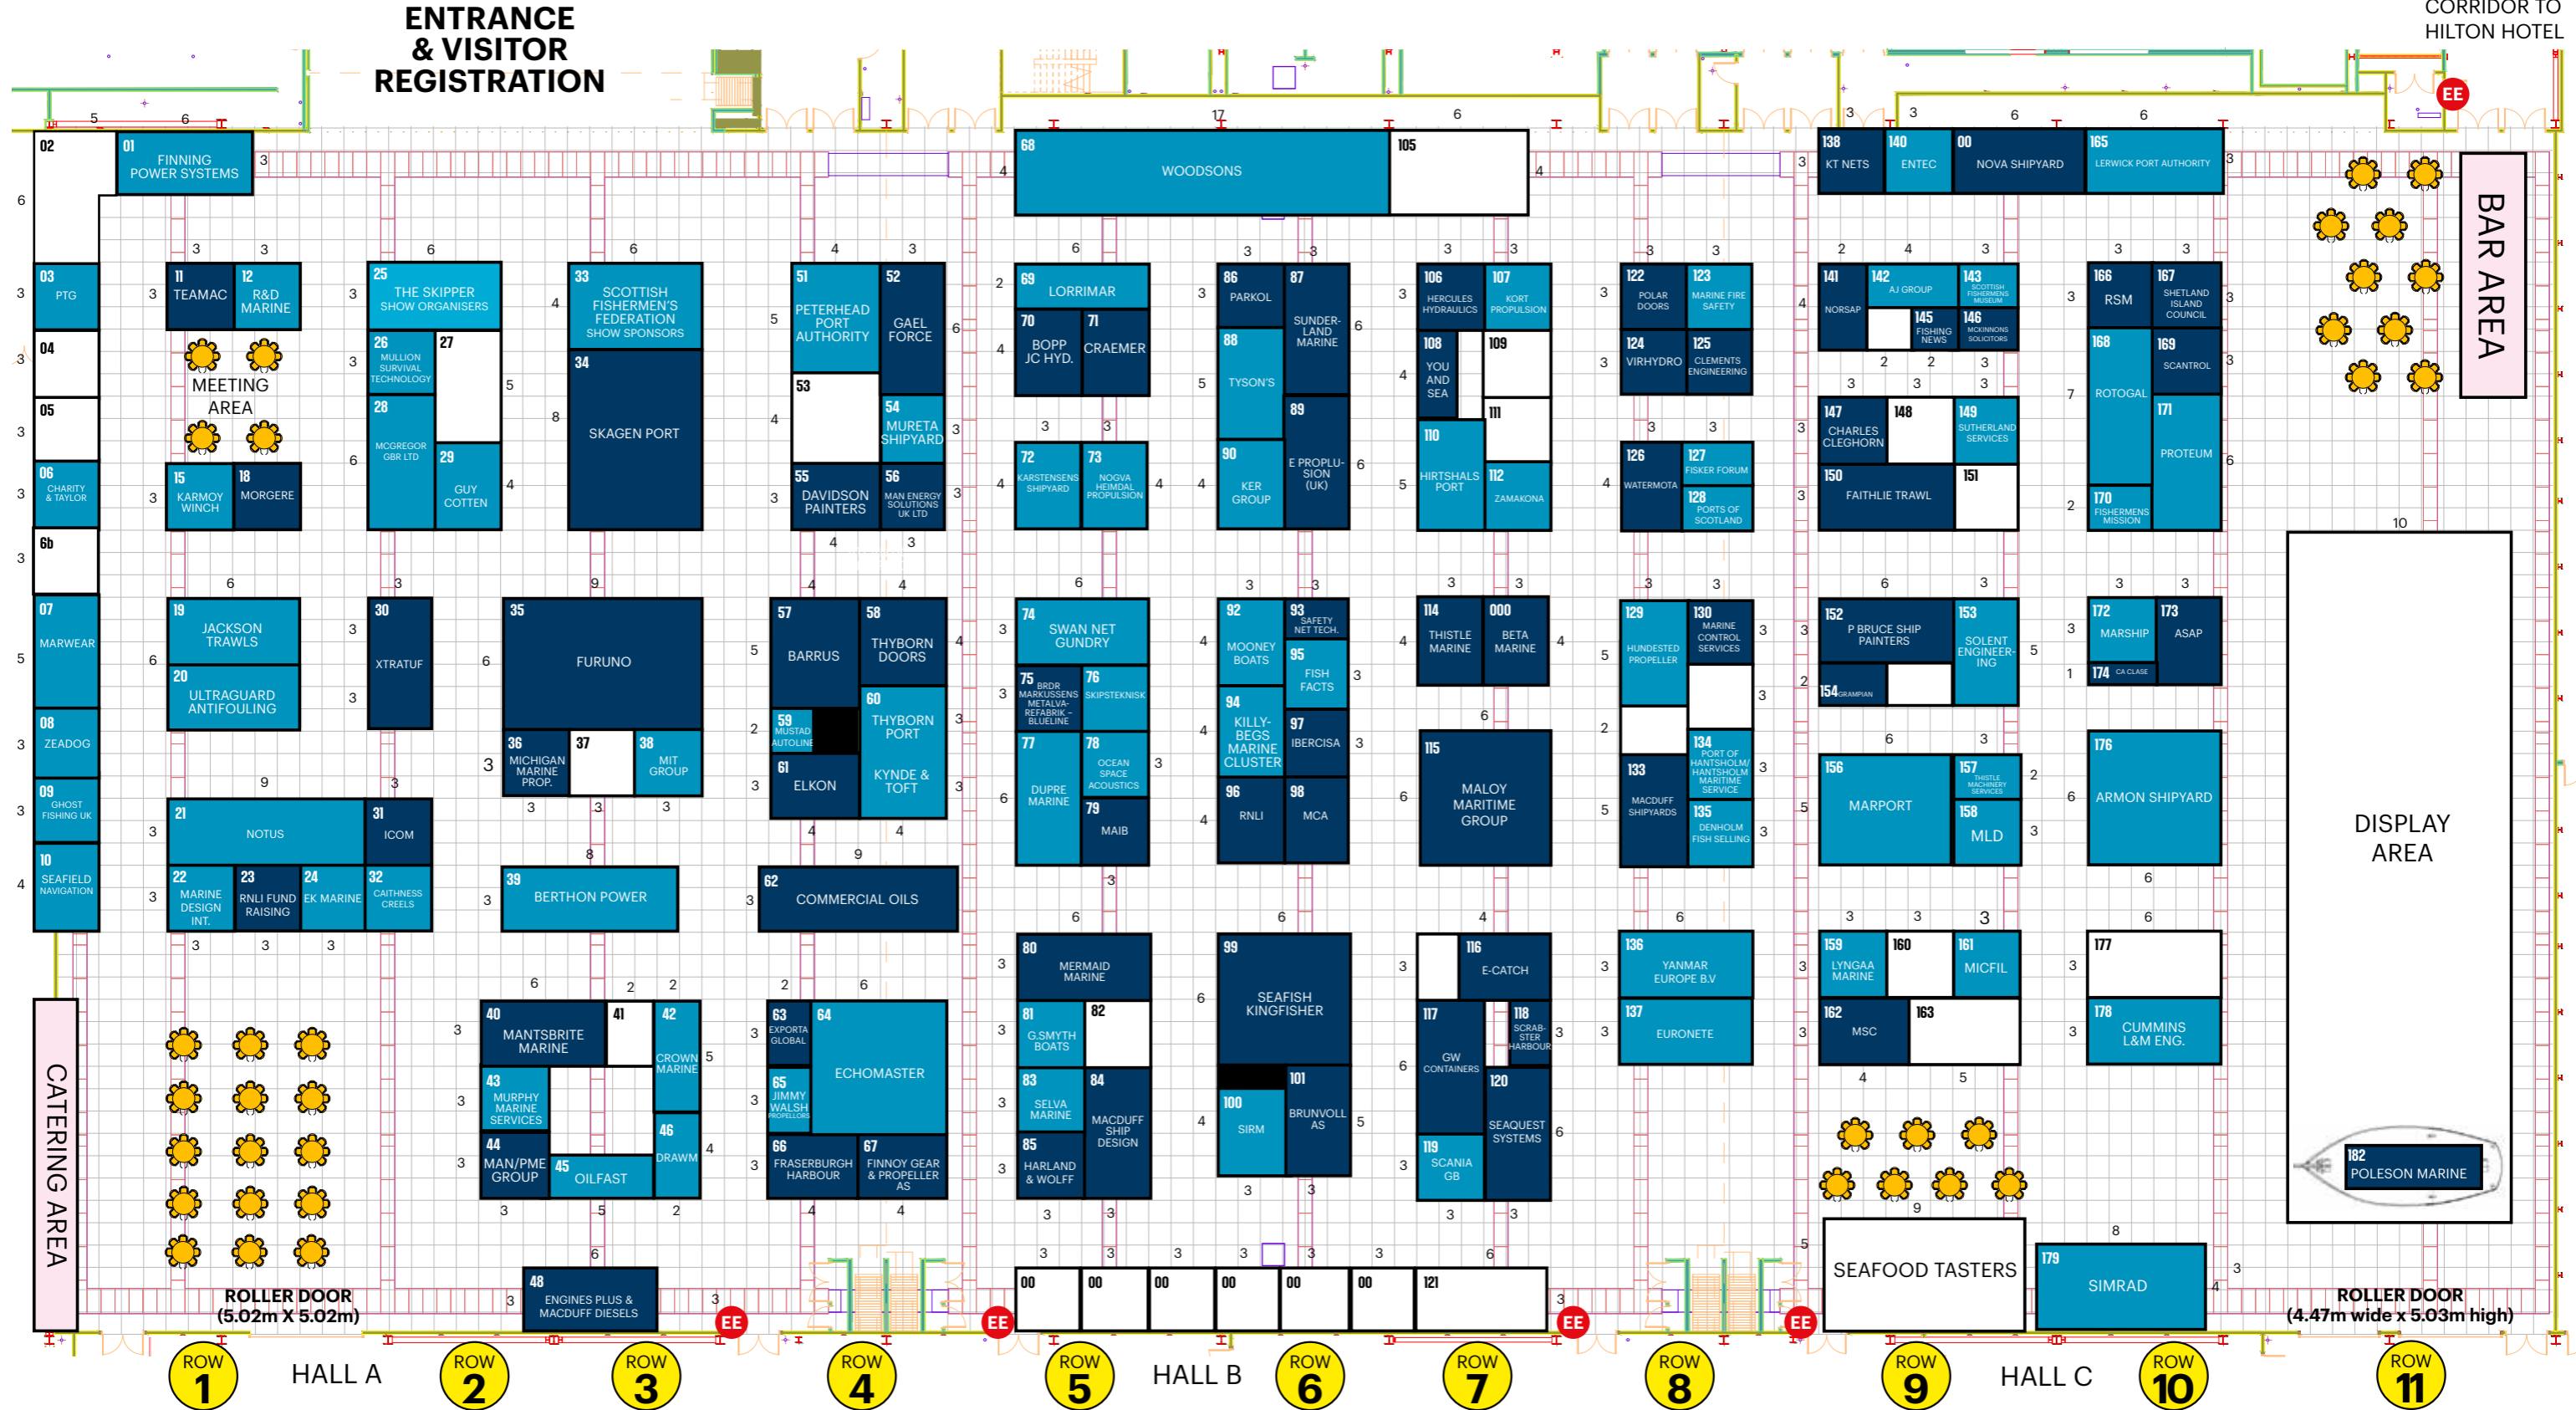 ENTRANCE
& VISITOR
REGISTRATION
CORRIDOR TO
HILTON HOTEL
EE
02
01
FINNING
POWER SYSTEMS
68
WOODSONS
105
138
KT NETS
140
ENTEC
00
NOVA SHIPYARD
165
LERWICK PORT AUTHORITY
BAR AREA
03
PTG
04
05
06
CHARITY
& TAYLOR
6b
07
MARWEAR
08
ZEADOG
09
GHOST
FISHING UK
10
SEAFIELD
NAVIGATION
CATERING AREA
11
TEAMAC
12
R&D
MARINE
MEETING
AREA
15
KARMOY
WINCH
18
MORGERE
19
JACKSON
TRAWLS
20
ULTRAGUARD
ANTIFOULING
21
NOTUS
22
MARINE
DESIGN
INT.
23
RNLI FUND
RAISING
24
EK MARINE
25
THE SKIPPER
SHOW ORGANISERS
26
MULLION
SURVIVAL
TECHNOLOGY
27
28
MCGREGOR
GBR LTD
29
GUY
COTTEN
30
XTRATUF
31
ICOM
32
CAITHNESS
CREELS
33
SCOTTISH
FISHERMEN'S
FEDERATION
SHOW SPONSORS
34
SKAGEN PORT
35
FURUNO
36
MICHIGAN
MARINE
PROP.
37
38
MIT
GROUP
39
BERTHON POWER
40
MANTSBRITE
MARINE
41
42
CROWN
MARINE
43
MURPHY
MARINE
SERVICES
44
MAN/PME
GROUP
45
OILFAST
46
DRAWM
48
ENGINES PLUS &
MACDUFF DIESELS
51
PETERHEAD
PORT
AUTHORITY
52
GAEL
FORCE
53
54
MURETA
SHIPYARD
55
DAVIDSON
PAINTERS
56
MAN ENERGY
SOLUTIONS
UK LTD
57
BARRUS
58
THYBORN
DOORS
59
MUSTAD
AUTOLINE
60
THYBORN
PORT
KYNDE &
TOFT
61
ELKON
62
COMMERCIAL OILS
63
EXPORTA
GLOBAL
64
ECHOMASTER
65
JIMMY
WALSH
PROPELLORS
66
FRASERBURGH
HARBOUR
67
FINNOY GEAR
& PROPELLER
AS
69
LORRIMAR
70
BOPP
JC HYD.
71
CRAEMER
72
KARSTENSENS
SHIPYARD
73
NOGVA
HEIMDAL
PROPULSION
74
SWAN NET
GUNDRY
75
BRDR
MARKUSSENS
METALVA-
REFABRIK –
BLUELINE
76
SKIPSTEKNISK
77
DUPRE
MARINE
78
OCEAN
SPACE
ACOUSTICS
79
MAIB
80
MERMAID
MARINE
81
G.SMYTH
BOATS
82
83
SELVA
MARINE
84
MACDUFF
SHIP
DESIGN
85
HARLAND
& WOLFF
86
PARKOL
87
SUNDER-
LAND
MARINE
88
TYSON'S
89
E PROPLU-
SION
(UK)
90
KER
GROUP
92
MOONEY
BOATS
93
SAFETY
NET TECH.
94
KILLY-
BEGS
MARINE
CLUSTER
95
FISH
FACTS
96
RNLI
97
IBERCISA
98
MCA
99
SEAFISH
KINGFISHER
100
SIRM
101
BRUNVOLL
AS
106
HERCULES
HYDRAULICS
107
KORT
PROPULSION
108
YOU
AND
SEA
109
110
HIRTSHALS
PORT
111
112
ZAMAKONA
114
THISTLE
MARINE
000
BETA
MARINE
115
MALOY
MARITIME
GROUP
116
E-CATCH
117
GW
CONTAINERS
118
SCRAB-
STER
HARBOUR
119
SCANIA
GB
120
SEAQUEST
SYSTEMS
00
00
00
00
00
00
121
122
POLAR
DOORS
123
MARINE FIRE
SAFETY
124
VIRHYDRO
125
CLEMENTS
ENGINEERING
126
WATERMOTA
127
FISKER FORUM
128
PORTS OF
SCOTLAND
129
HUNDESTED
PROPELLER
130
MARINE
CONTROL
SERVICES
133
MACDUFF
SHIPYARDS
134
PORT OF
HANTSHOLM/
HANTSHOLM
MARITIME
SERVICE
135
DENHOLM
FISH SELLING
136
YANMAR
EUROPE B.V
137
EURONETE
141
NORSAP
142
AJ GROUP
143
SCOTTISH
FISHERMENS
MUSEUM
145
FISHING
NEWS
146
MCKINNONS
SOLICITORS
147
CHARLES
CLEGHORN
148
149
SUTHERLAND
SERVICES
150
FAITHLIE TRAWL
151
152
P BRUCE SHIP
PAINTERS
153
SOLENT
ENGINEER-
ING
154 GRAMPIAN
156
MARPORT
157
THISTLE
MACHINERY
SERVICES
158
MLD
159
LYNGAA
MARINE
160
161
MICFIL
162
MSC
163
SEAFOOD TASTERS
166
RSM
167
SHETLAND
ISLAND
COUNCIL
168
ROTOGAL
169
SCANTROL
170
FISHERMENS
MISSION
171
PROTEUM
172
MARSHIP
173
ASAP
174 CA CLASE
176
ARMON SHIPYARD
177
178
CUMMINS
L&M ENG.
179
SIMRAD
DISPLAY
AREA
182
POLESON MARINE
ROLLER DOOR
(5.02m X 5.02m)
EE
EE
EE
EE
ROLLER DOOR
(4.47m wide x 5.03m high)
ROW
1
HALL A
ROW
2
ROW
3
ROW
4
ROW
5
HALL B
ROW
6
ROW
7
ROW
8
ROW
9
HALL C
ROW
10
ROW
11